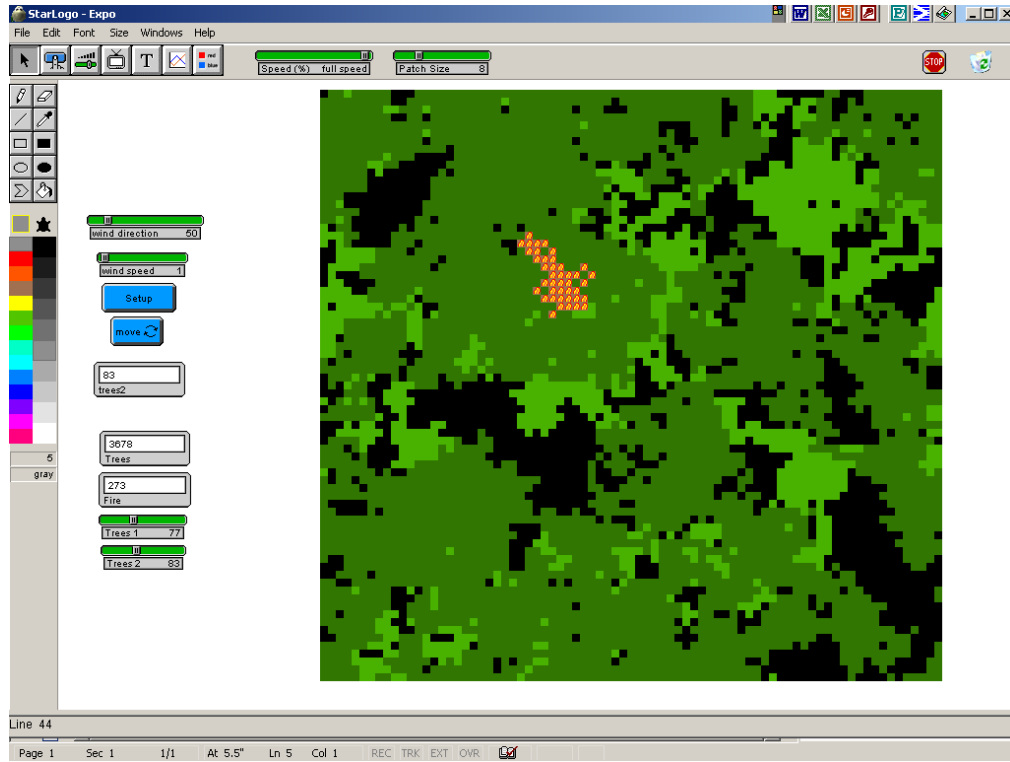 StarLogo - Expo
File Edit Font Size Windows Help
T
red
blue
Speed (%) full speed
Patch Size 8
STOP
wind direction 50
wind speed 1
Setup
move
83
trees2
3678
Trees
273
Fire
Trees 1 77
Trees 2 83
5
gray
Line 44
Page 1 Sec 1 1/1 At 5.5" Ln 5 Col 1 REC TRK EXT OVR